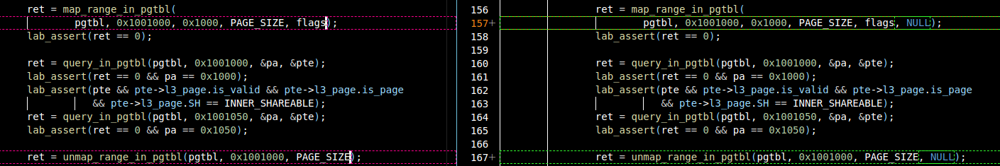 ret = map_range_in_pgtbl(
pgtbl, 0x1001000, 0x1000, PAGE_SIZE, flags);
lab_assert(ret == 0);
ret = query_in_pgtbl(pgtbl, 0x1001000, &pa, &pte);
lab_assert(ret == 0 && pa == 0x1000);
lab_assert(pte && pte->l3_page.is_valid && pte->l3_page.is_page
&& pte->l3_page.SH == INNER_SHAREABLE);
ret = query_in_pgtbl(pgtbl, 0x1001050, &pa, &pte);
lab_assert(ret == 0 && pa == 0x1050);
ret = unmap_range_in_pgtbl(pgtbl, 0x1001000, PAGE_SIZE);
156 ret = map_range_in_pgtbl(
157+ pgtbl, 0x1001000, 0x1000, PAGE_SIZE, flags, NULL);
158 lab_assert(ret == 0);
159
160 ret = query_in_pgtbl(pgtbl, 0x1001000, &pa, &pte);
161 lab_assert(ret == 0 && pa == 0x1000);
162 lab_assert(pte && pte->l3_page.is_valid && pte->l3_page.is_page
163 && pte->l3_page.SH == INNER_SHAREABLE);
164 ret = query_in_pgtbl(pgtbl, 0x1001050, &pa, &pte);
165 lab_assert(ret == 0 && pa == 0x1050);
166
167+ ret = unmap_range_in_pgtbl(pgtbl, 0x1001000, PAGE_SIZE, NULL);